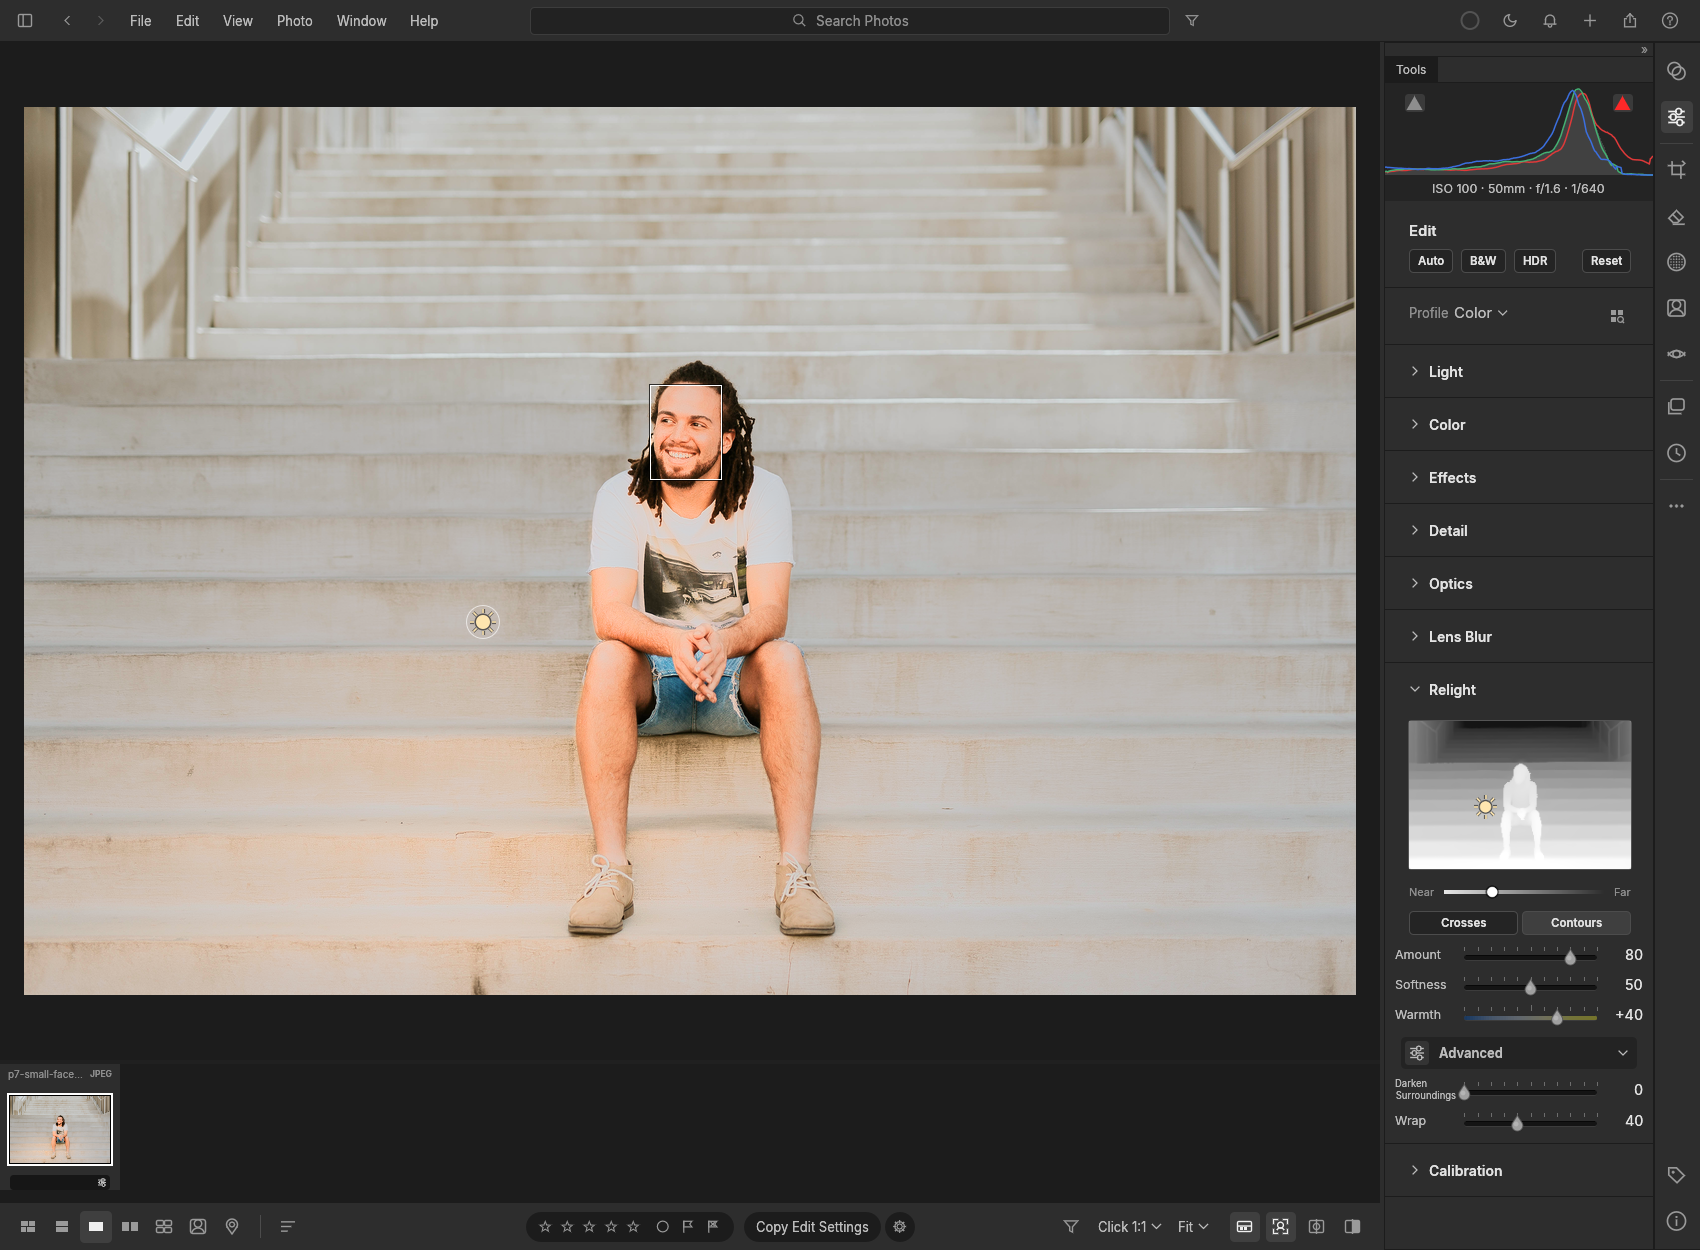 File Edit View Photo Window Help
Search Photos
Tools
ISO 100 · 50mm · f/1.6 · 1/640
Edit
Auto B&W HDR Reset
Profile Color
Light
Color
Effects
Detail
Optics
Lens Blur
Relight
Near Far
Crosses Contours
Amount 80
Softness 50
Warmth +40
Advanced
Darken
Surroundings 0
Wrap 40
Calibration
p7-small-face... JPEG
Copy Edit Settings
Click 1:1 Fit